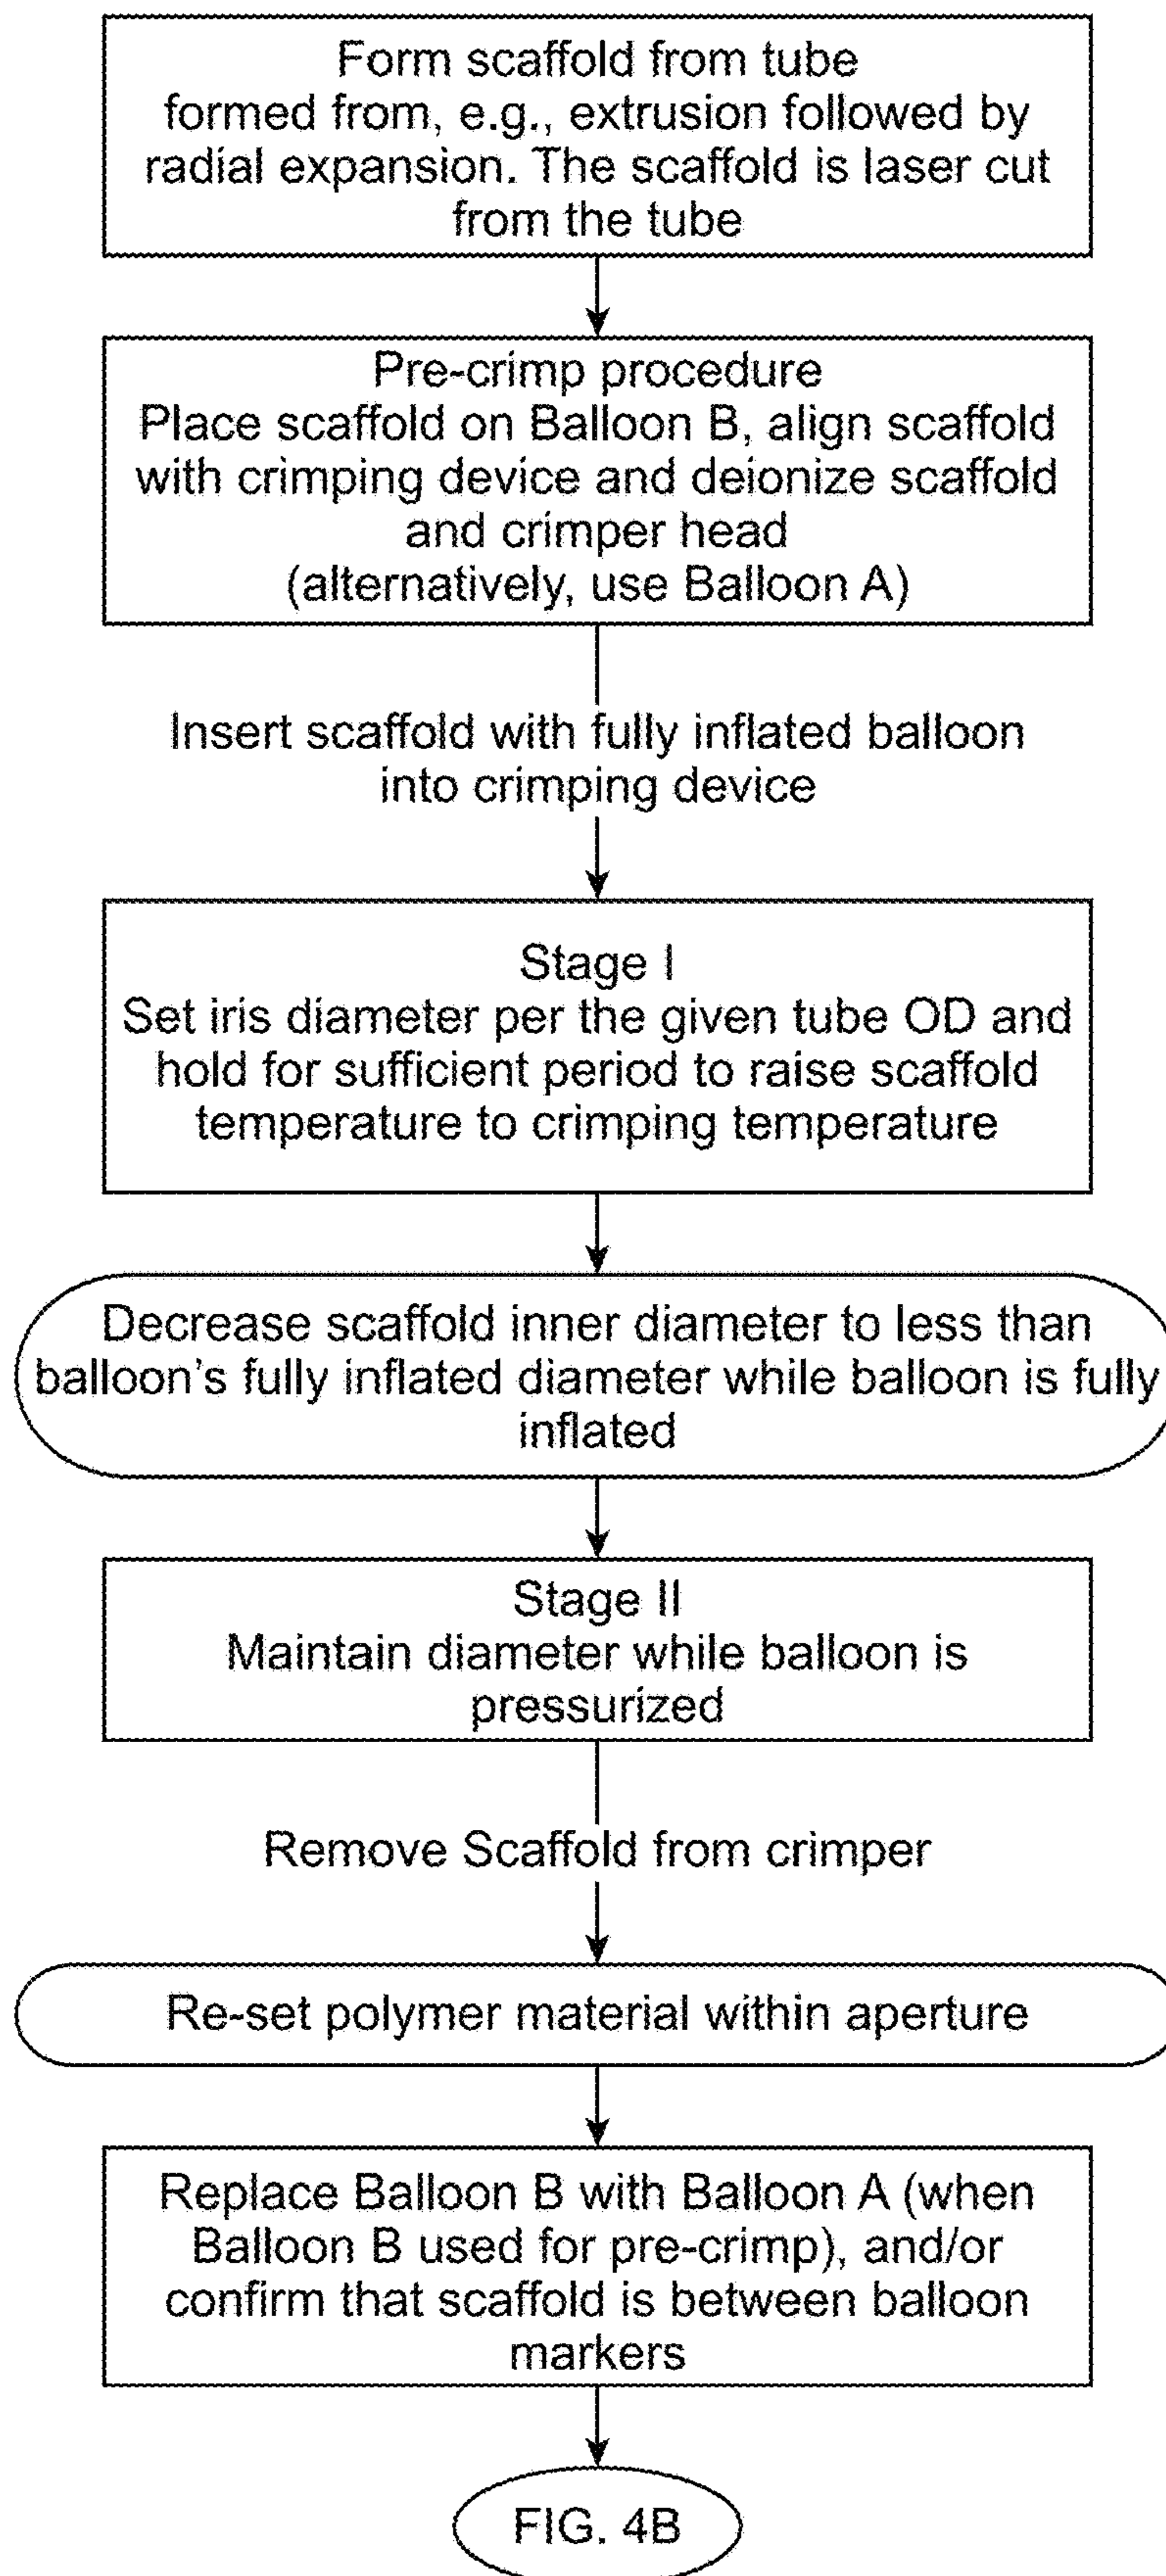 Form scaffold from tube
formed from, e.g., extrusion followed by
radial expansion. The scaffold is laser cut
from the tube
Pre-crimp procedure
Place scaffold on Balloon B, align scaffold
with crimping device and deionize scaffold
and crimper head
(alternatively, use Balloon A)
Insert scaffold with fully inflated balloon
into crimping device
Stage I
Set iris diameter per the given tube OD and
hold for sufficient period to raise scaffold
temperature to crimping temperature
Decrease scaffold inner diameter to less than
balloon's fully inflated diameter while balloon is fully
inflated
Stage II
Maintain diameter while balloon is
pressurized
Remove Scaffold from crimper
Re-set polymer material within aperture
Replace Balloon B with Balloon A (when
Balloon B used for pre-crimp), and/or
confirm that scaffold is between balloon
markers
FIG. 4B